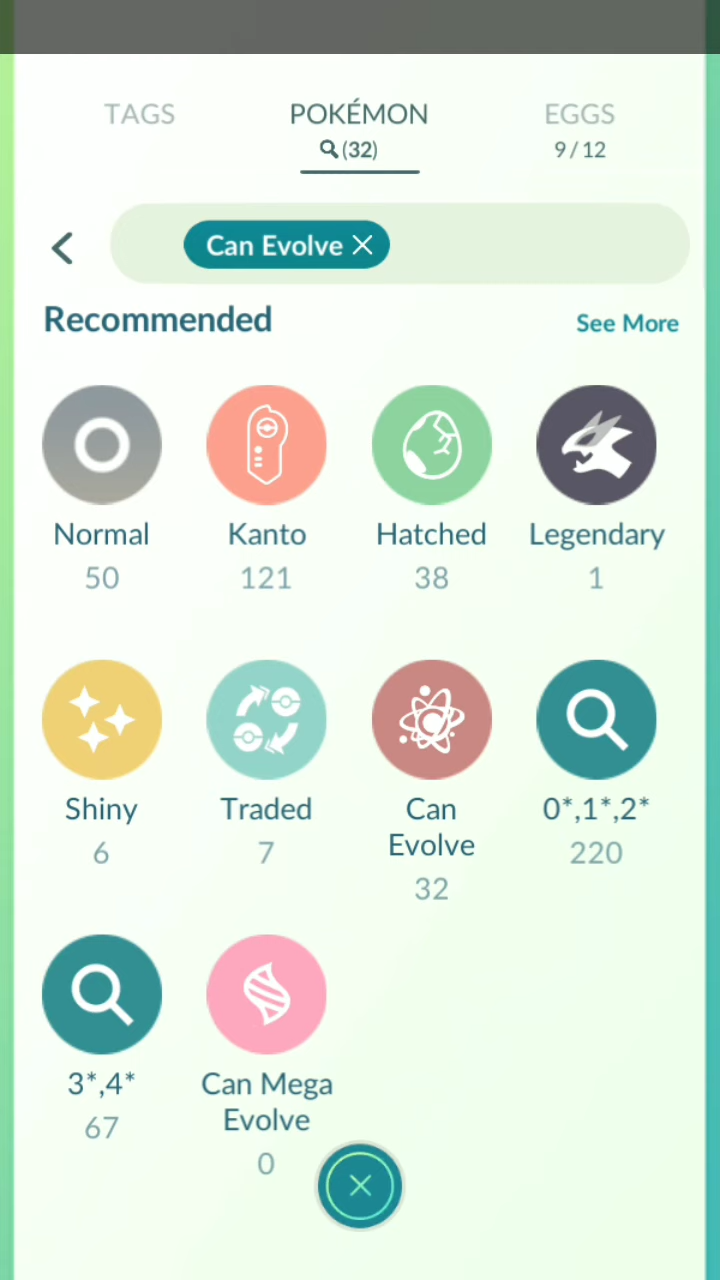 TAGS
POKÉMON
EGGS
(32)
9 / 12
Can Evolve
Recommended
See More
Normal
Kanto
Hatched
Legendary
50
121
38
1
Shiny
Traded
Can
Evolve
0*,1*,2*
6
7
32
220
3*,4*
Can Mega
Evolve
67
0